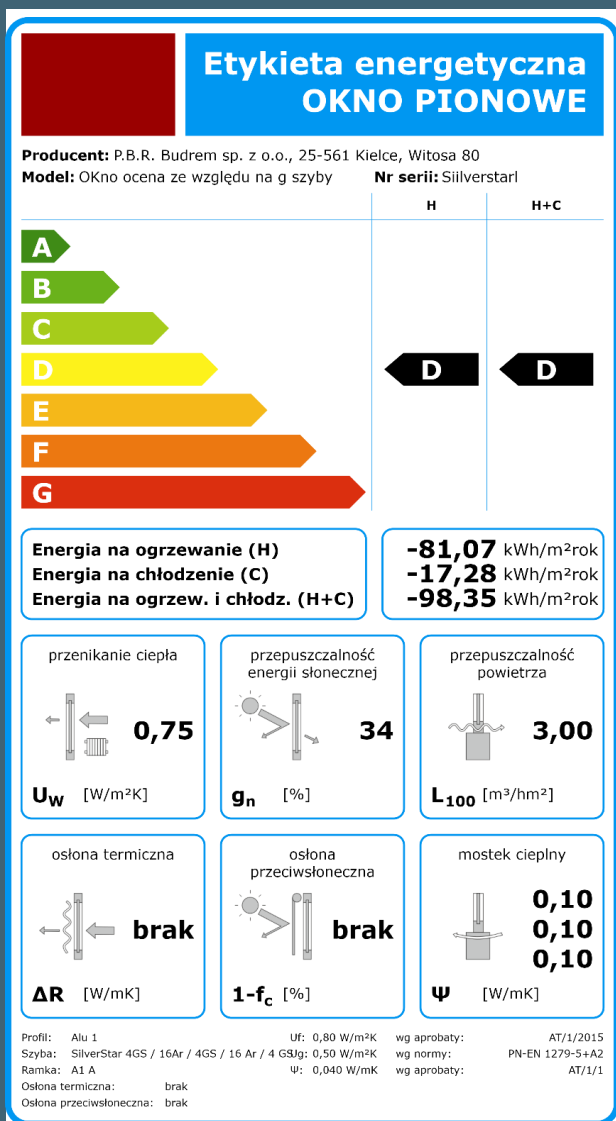 Etykieta energetyczna
OKNO PIONOWE
Producent: P.B.R. Budrem sp. z o.o., 25-561 Kielce, Witosa 80
Model: OKno ocena ze względu na g szyby Nr serii: Siilverstarl
H H+C
A
B
C
D D D
E
F
G
Energia na ogrzewanie (H) -81,07 kWh/m²rok
Energia na chłodzenie (C) -17,28 kWh/m²rok
Energia na ogrzew. i chłodz. (H+C) -98,35 kWh/m²rok
przenikanie ciepła
0,75
Uw [W/m²K]
przepuszczalność
energii słonecznej
34
gn [%]
przepuszczalność
powietrza
3,00
L100 [m³/hm²]
osłona termiczna
brak
ΔR [W/mK]
osłona
przeciwsłoneczna
brak
1-fc [%]
mostek cieplny
0,10
0,10
0,10
Ψ [W/mK]
Profil: Alu 1 Uf: 0,80 W/m²K wg aprobaty: AT/1/2015
Szyba: SilverStar 4GS / 16Ar / 4GS / 16 Ar / 4 GS Ug: 0,50 W/m²K wg normy: PN-EN 1279-5+A2
Ramka: A1 A Ψ: 0,040 W/mK wg aprobaty: AT/1/1
Osłona termiczna: brak
Osłona przeciwsłoneczna: brak